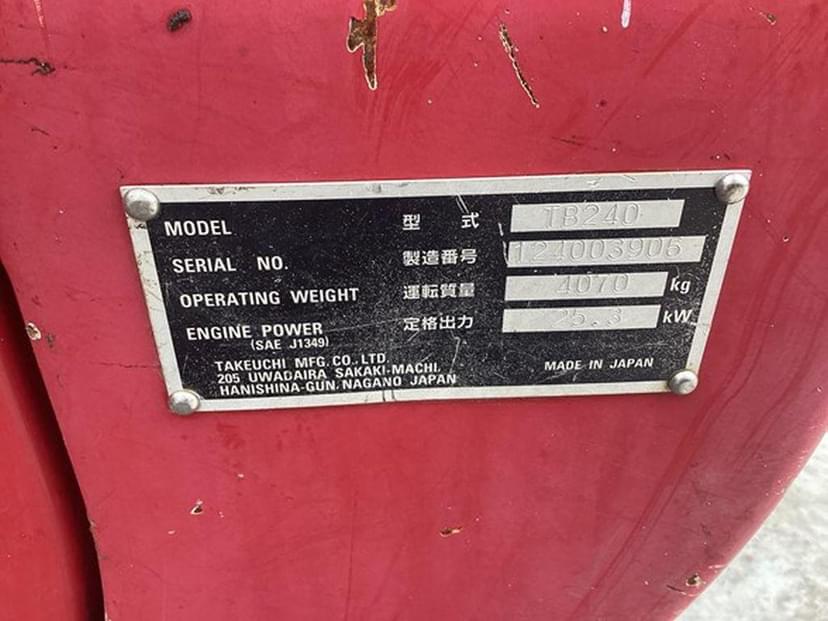 MODEL 型式 TB240
SERIAL NO. 製造番号 124003906
OPERATING WEIGHT 運転質量 4070 kg
ENGINE POWER 定格出力 25.3 kW
(SAE J1349)
TAKEUCHI MFG. CO., LTD.
205 UWADAIRA SAKAKI-MACHI, MADE IN JAPAN
HANISHINA-GUN, NAGANO JAPAN